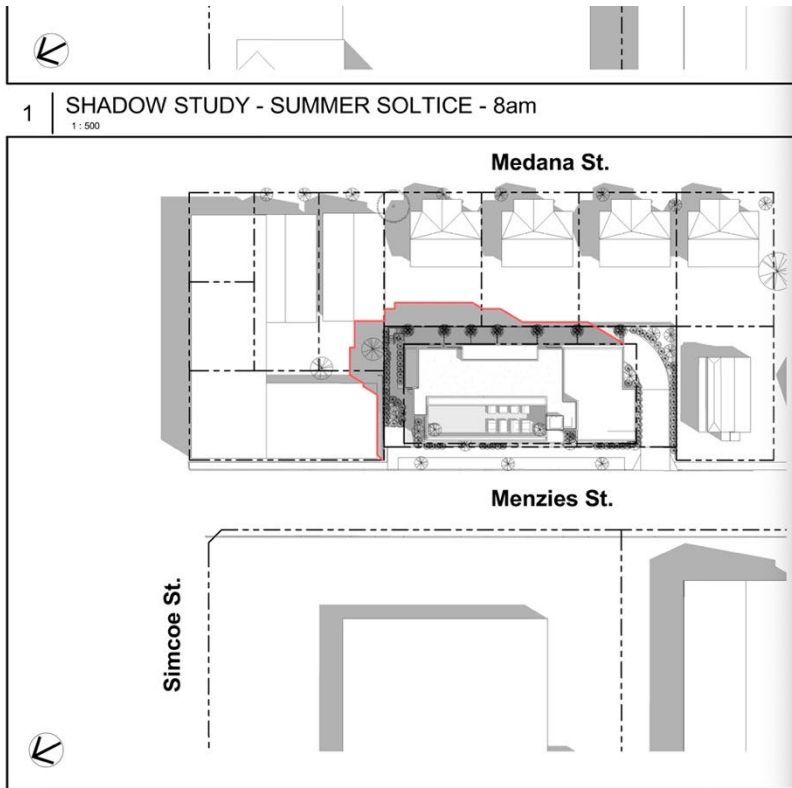 1 SHADOW STUDY - SUMMER SOLTICE - 8am
1 : 500
Medana St.
Menzies St.
Simcoe St.